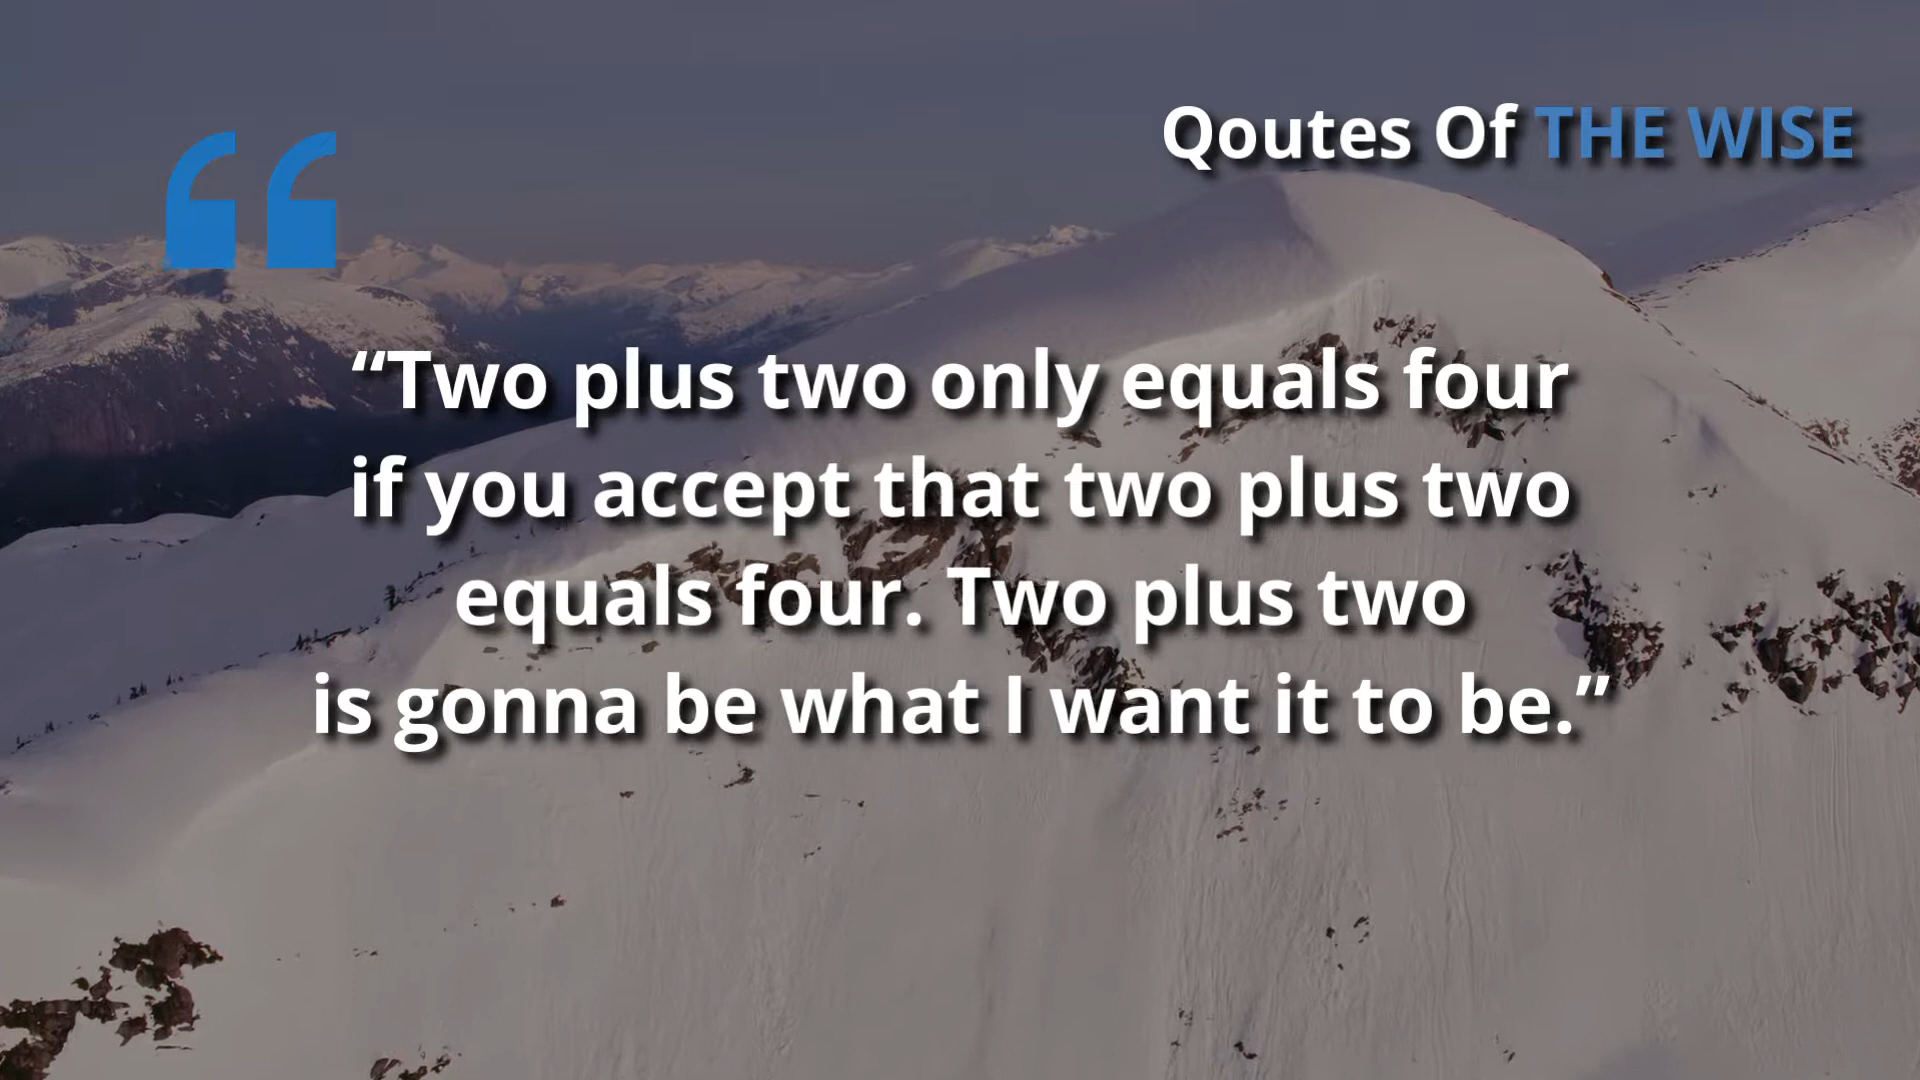 Qoutes Of THE WISE
“Two plus two only equals four
if you accept that two plus two
equals four. Two plus two
is gonna be what I want it to be.”